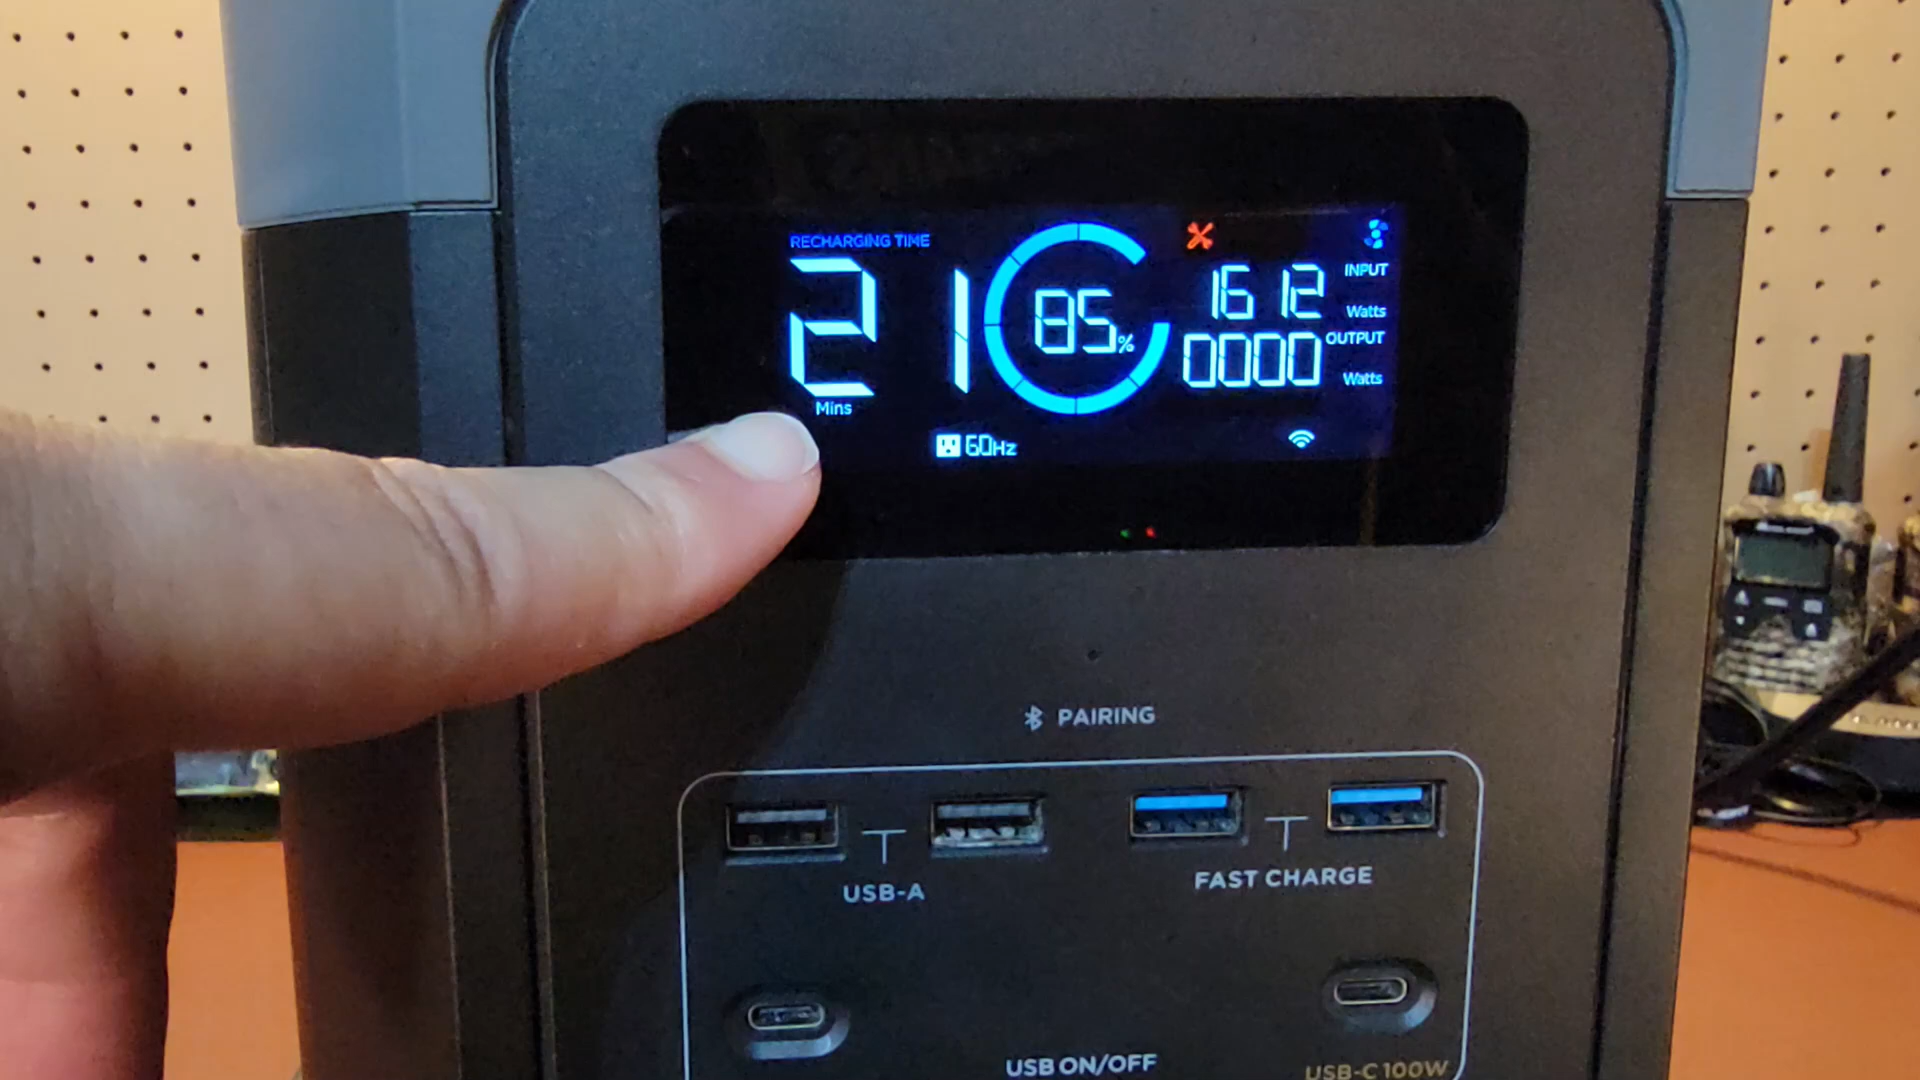 RECHARGING TIME
21
Mins
85%
1612
INPUT
Watts
0000
OUTPUT
Watts
60Hz
PAIRING
USB-A
FAST CHARGE
USB ON/OFF
USB-C 100W